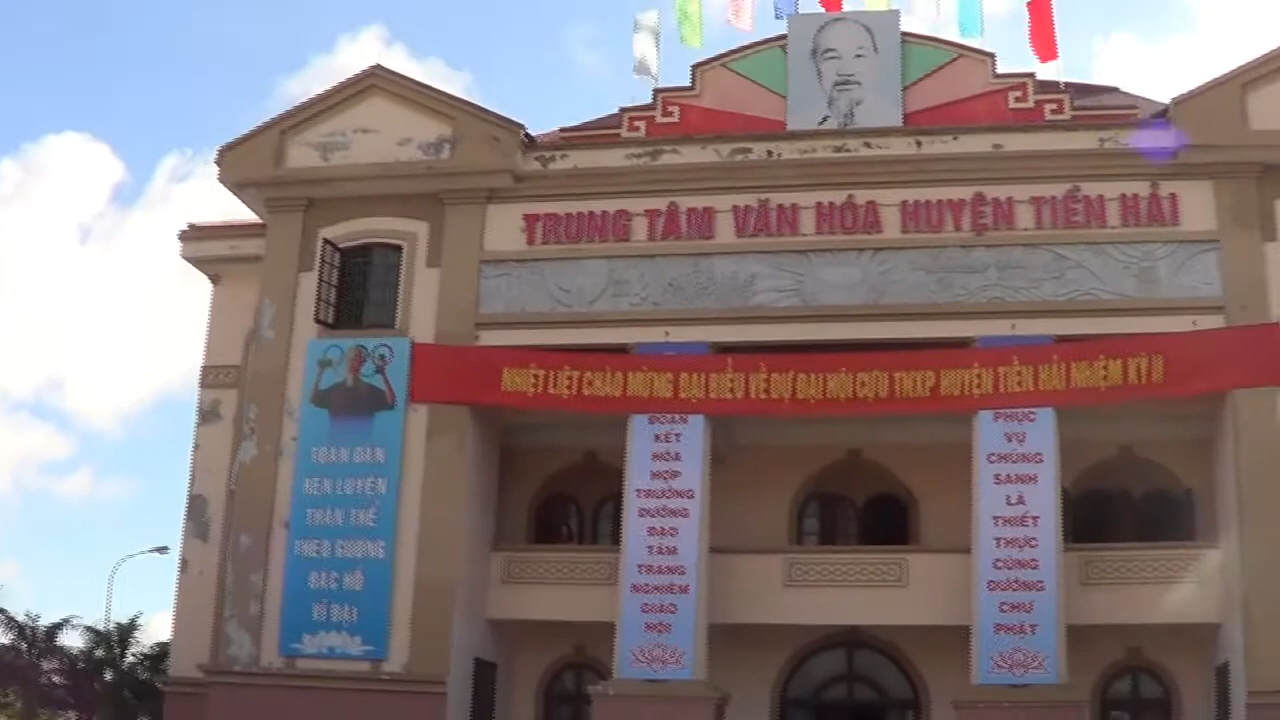 TRUNG TÂM VĂN HÓA HUYỆN TIỀN HẢI
NHIỆT LIỆT CHÀO MỪNG ĐẠI BIỂU VỀ DỰ ĐẠI HỘI CỰU TNXP HUYỆN TIỀN HẢI NHIỆM KỲ II
TOÀN DÂN
RÈN LUYỆN
THÂN THỂ
THEO GƯƠNG
BÁC HỒ
VĨ ĐẠI
ĐOÀN
KẾT
HÒA
HỢP
TRƯỞNG
DƯỠNG
ĐẠO
TÂM
TRANG
NGHIÊM
GIÁO
HỘI
PHỤC
VỤ
CHÚNG
SANH
LÀ
THIẾT
THỰC
CÚNG
DƯỜNG
CHƯ
PHẬT